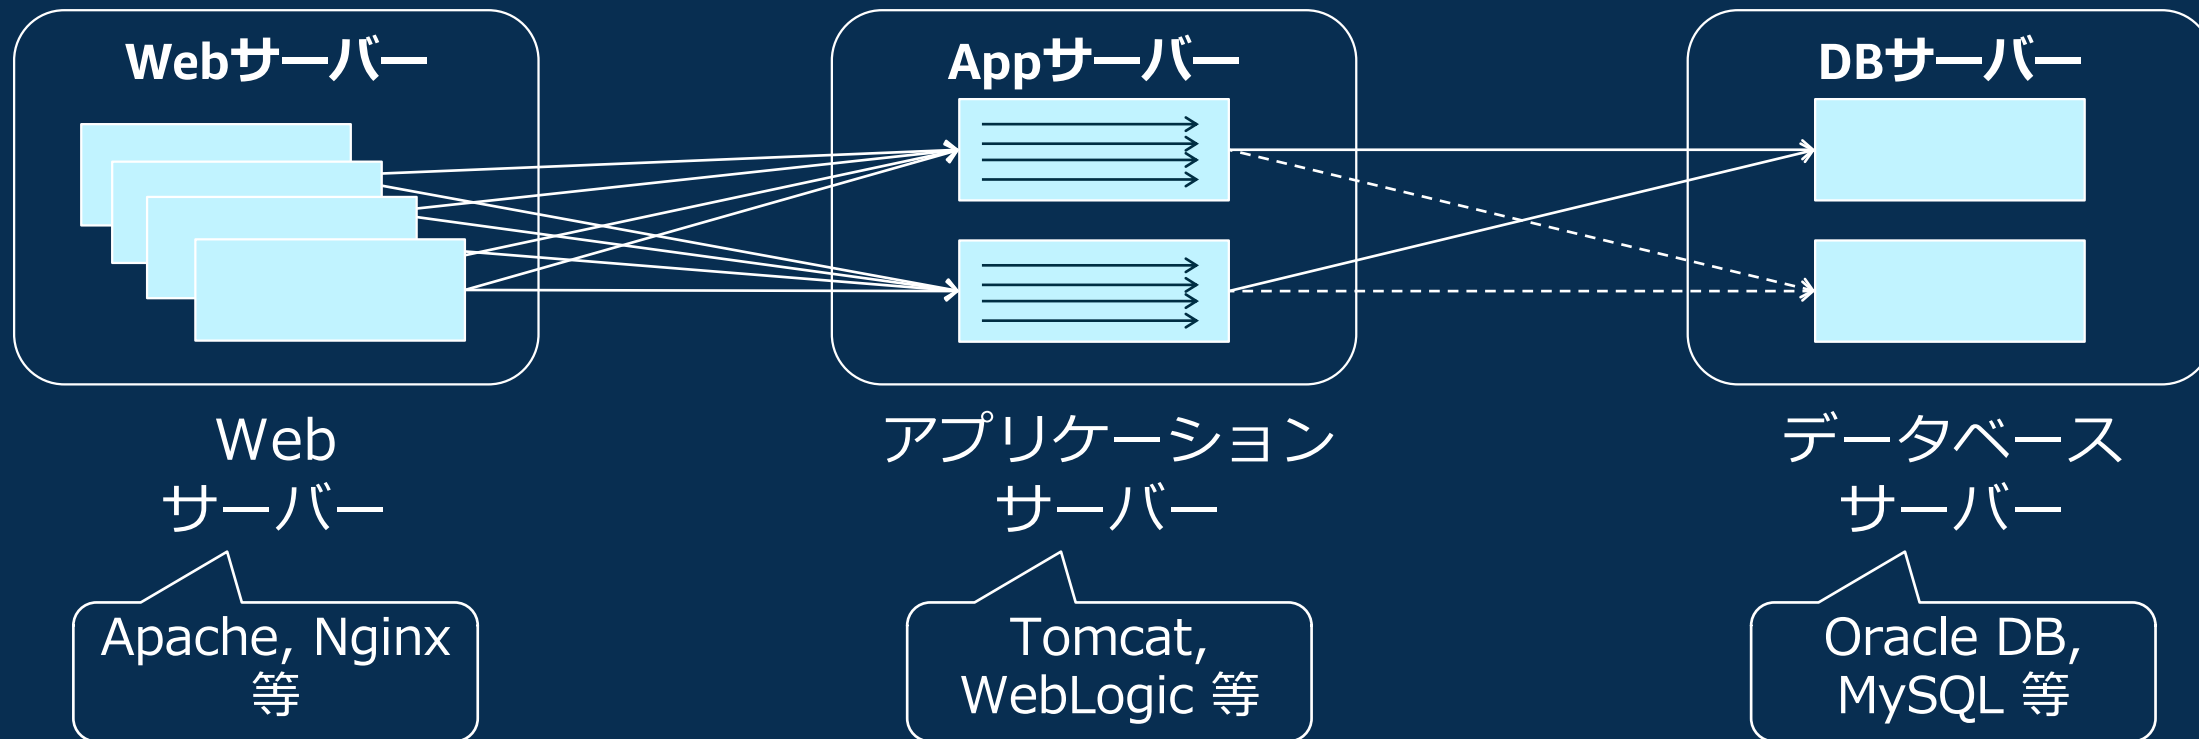 Webサーバー
Appサーバー
DBサーバー
Web
サーバー
アプリケーション
サーバー
データベース
サーバー
Apache, Nginx
等
Tomcat,
WebLogic 等
Oracle DB,
MySQL 等